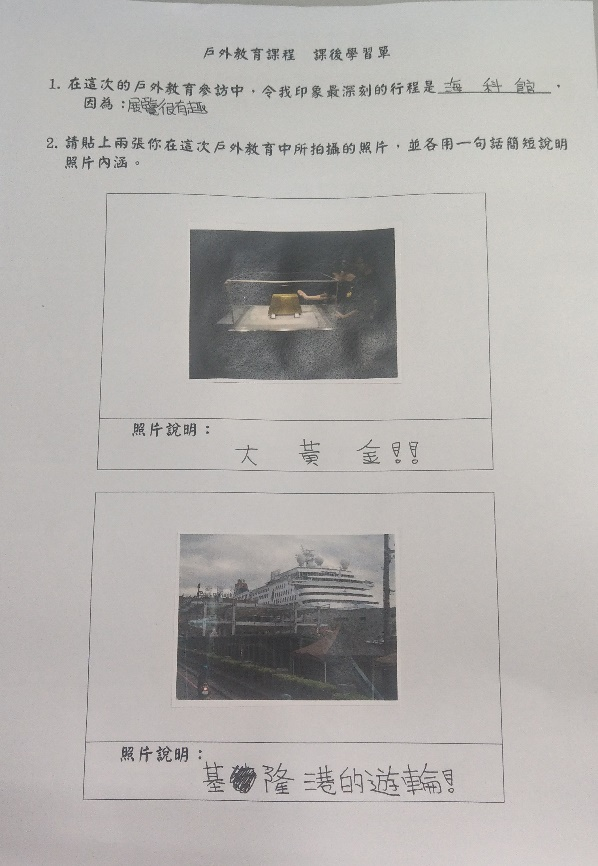 戶外教育課程　課後學習單
1. 在這次的戶外教育參訪中，令我印象最深刻的行程是 海 科 館 ，
因為：展覽很有趣
2. 請貼上兩張你在這次戶外教育中所拍攝的照片，並各用一句話簡短說明
照片內涵。
照片說明：
大 黃 金!!
照片說明：
基隆港的遊輪!